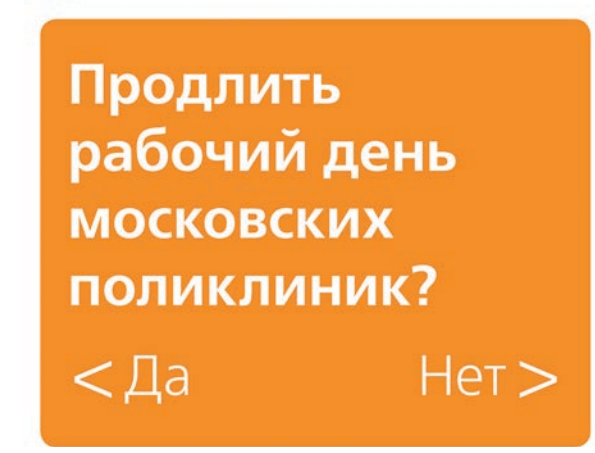 Продлить
рабочий день
московских
поликлиник?
< Да Нет >